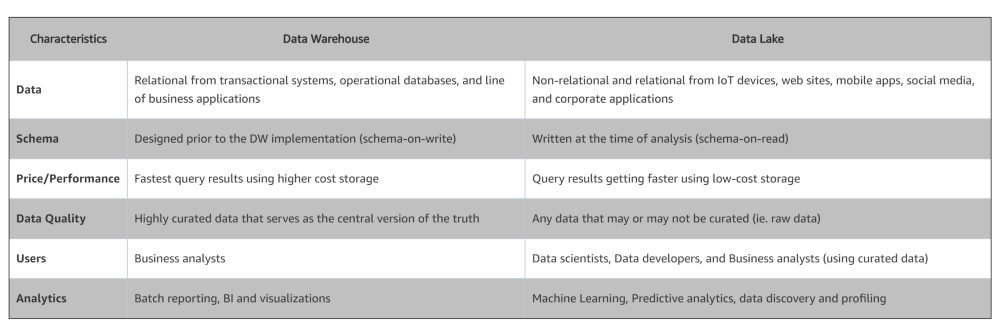 Characteristics Data Warehouse Data Lake
Data
Relational from transactional systems, operational databases, and line
of business applications
Non-relational and relational from IoT devices, web sites, mobile apps, social media,
and corporate applications
Schema Designed prior to the DW implementation (schema-on-write) Written at the time of analysis (schema-on-read)
Price/Performance Fastest query results using higher cost storage Query results getting faster using low-cost storage
Data Quality Highly curated data that serves as the central version of the truth Any data that may or may not be curated (ie. raw data)
Users Business analysts Data scientists, Data developers, and Business analysts (using curated data)
Analytics Batch reporting, BI and visualizations Machine Learning, Predictive analytics, data discovery and profiling